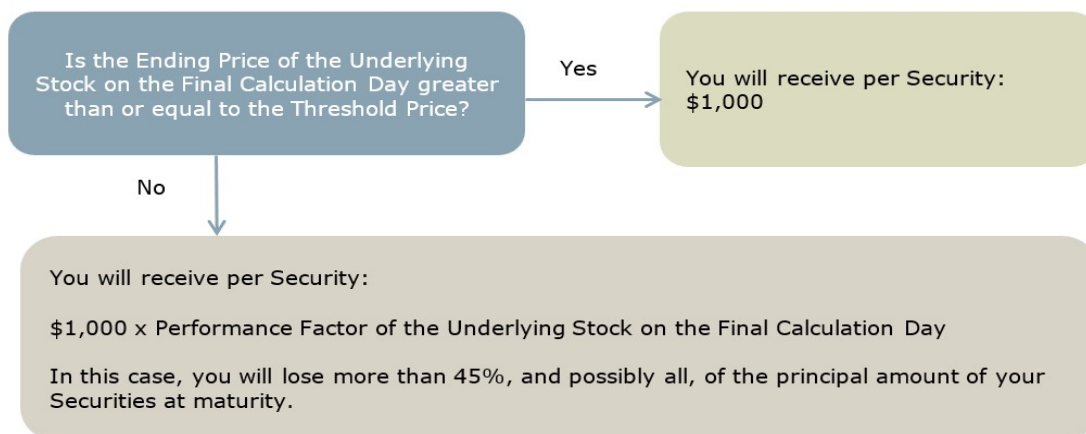 Is the Ending Price of the Underlying
Stock on the Final Calculation Day greater
than or equal to the Threshold Price?
Yes
You will receive per Security:
$1,000
No
You will receive per Security:
$1,000 x Performance Factor of the Underlying Stock on the Final Calculation Day
In this case, you will lose more than 45%, and possibly all, of the principal amount of your
Securities at maturity.